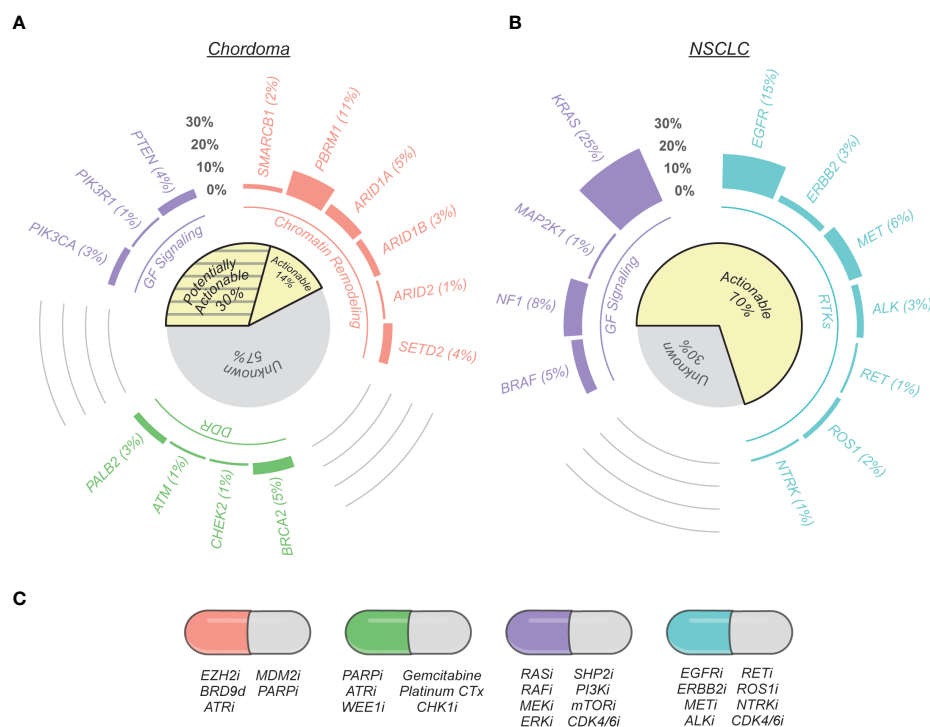 A
Chordoma
30%
20%
10%
0%
PIK3CA (3%)
PIK3R1 (1%)
PTEN (4%)
GF Signaling
SMARCB1 (2%)
PBRM1 (11%)
ARID1A (5%)
ARID1B (3%)
ARID2 (1%)
SETD2 (4%)
Chromatin Remodeling
Potentially
Actionable
30%
Actionable
14%
Unknown
57%
DDR
PALB2 (3%)
ATM (1%)
CHEK2 (1%)
BRCA2 (5%)
B
NSCLC
30%
20%
10%
0%
KRAS (25%)
MAP2K1 (1%)
NF1 (8%)
BRAF (5%)
GF Signaling
EGFR (15%)
ERBB2 (3%)
MET (6%)
ALK (3%)
RET (1%)
ROS1 (2%)
NTRK (1%)
RTKs
Actionable
70%
Unknown
30%
C
EZH2i
BRD9d
ATRi
MDM2i
PARPi
PARPi
ATRi
WEE1i
Gemcitabine
Platinum CTx
CHK1i
RASi
RAFi
MEKi
ERKi
SHP2i
PI3Ki
mTORi
CDK4/6i
EGFRi
ERBB2i
METi
ALKi
RETi
ROS1i
NTRKi
CDK4/6i